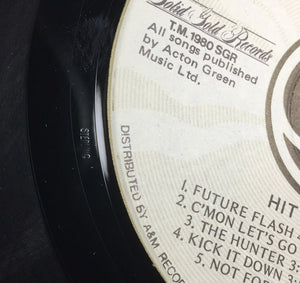 Solid Gold Records
T.M. 1980 SGR
All songs published
by Acton Green
Music Ltd.
DISTRIBUTED BY A&M RECOR
HIT
1. FUTURE FLASH
2. C'MON LET'S GO
3. THE HUNTER 3:
4. KICK IT DOWN 3
5. NOT FOR